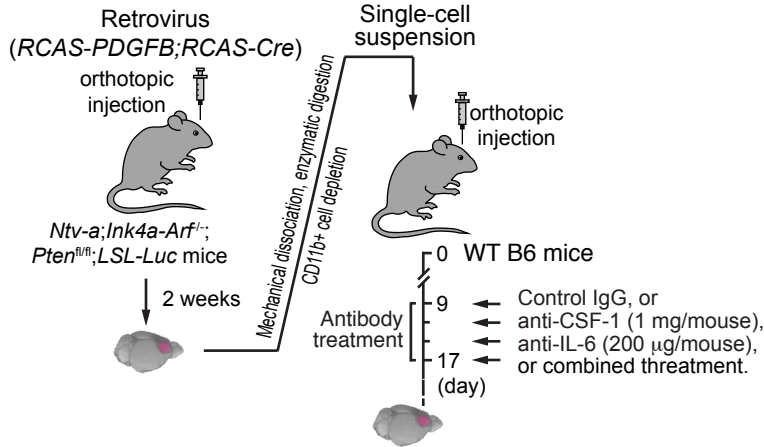 Retrovirus
(RCAS-PDGFB;RCAS-Cre)
orthotopic
injection
Ntv-a;Ink4a-Arf-/-;
Ptenfl/fl;LSL-Luc mice
2 weeks
Mechanical dissociation, enzymatic digestion
CD11b+ cell depletion
Single-cell
suspension
orthotopic
injection
0 WT B6 mice
9
Antibody
treatment
17
(day)
Control IgG, or
anti-CSF-1 (1 mg/mouse),
anti-IL-6 (200 μg/mouse),
or combined threatment.